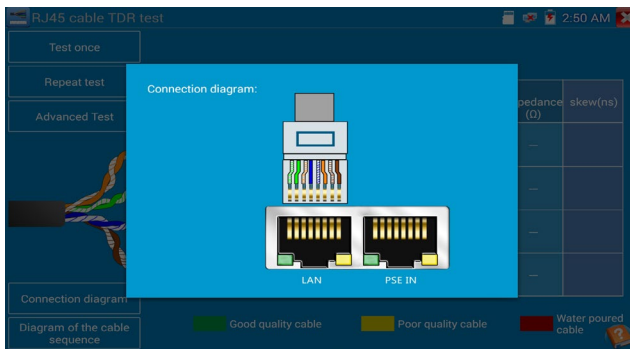 RJ45 cable TDR test
2:50 AM
Test once
Repeat test
Advanced Test
Connection diagram:
pedance
(Ω)
skew(ns)
---
---
---
---
LAN
PSE IN
Connection diagram
Diagram of the cable
sequence
Good quality cable
Poor quality cable
Water poured
cable
?